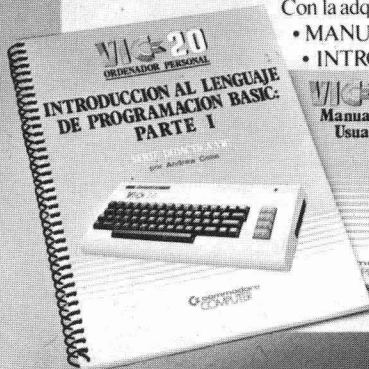 Con la adq
• MANU
• INTRO
VIC-20
ORDENADOR PERSONAL
INTRODUCCION AL LENGUAJE
DE PROGRAMACION BASIC:
PARTE I
por Andrew Colin
commodore
COMPUTER
VIC
Manua
Usua